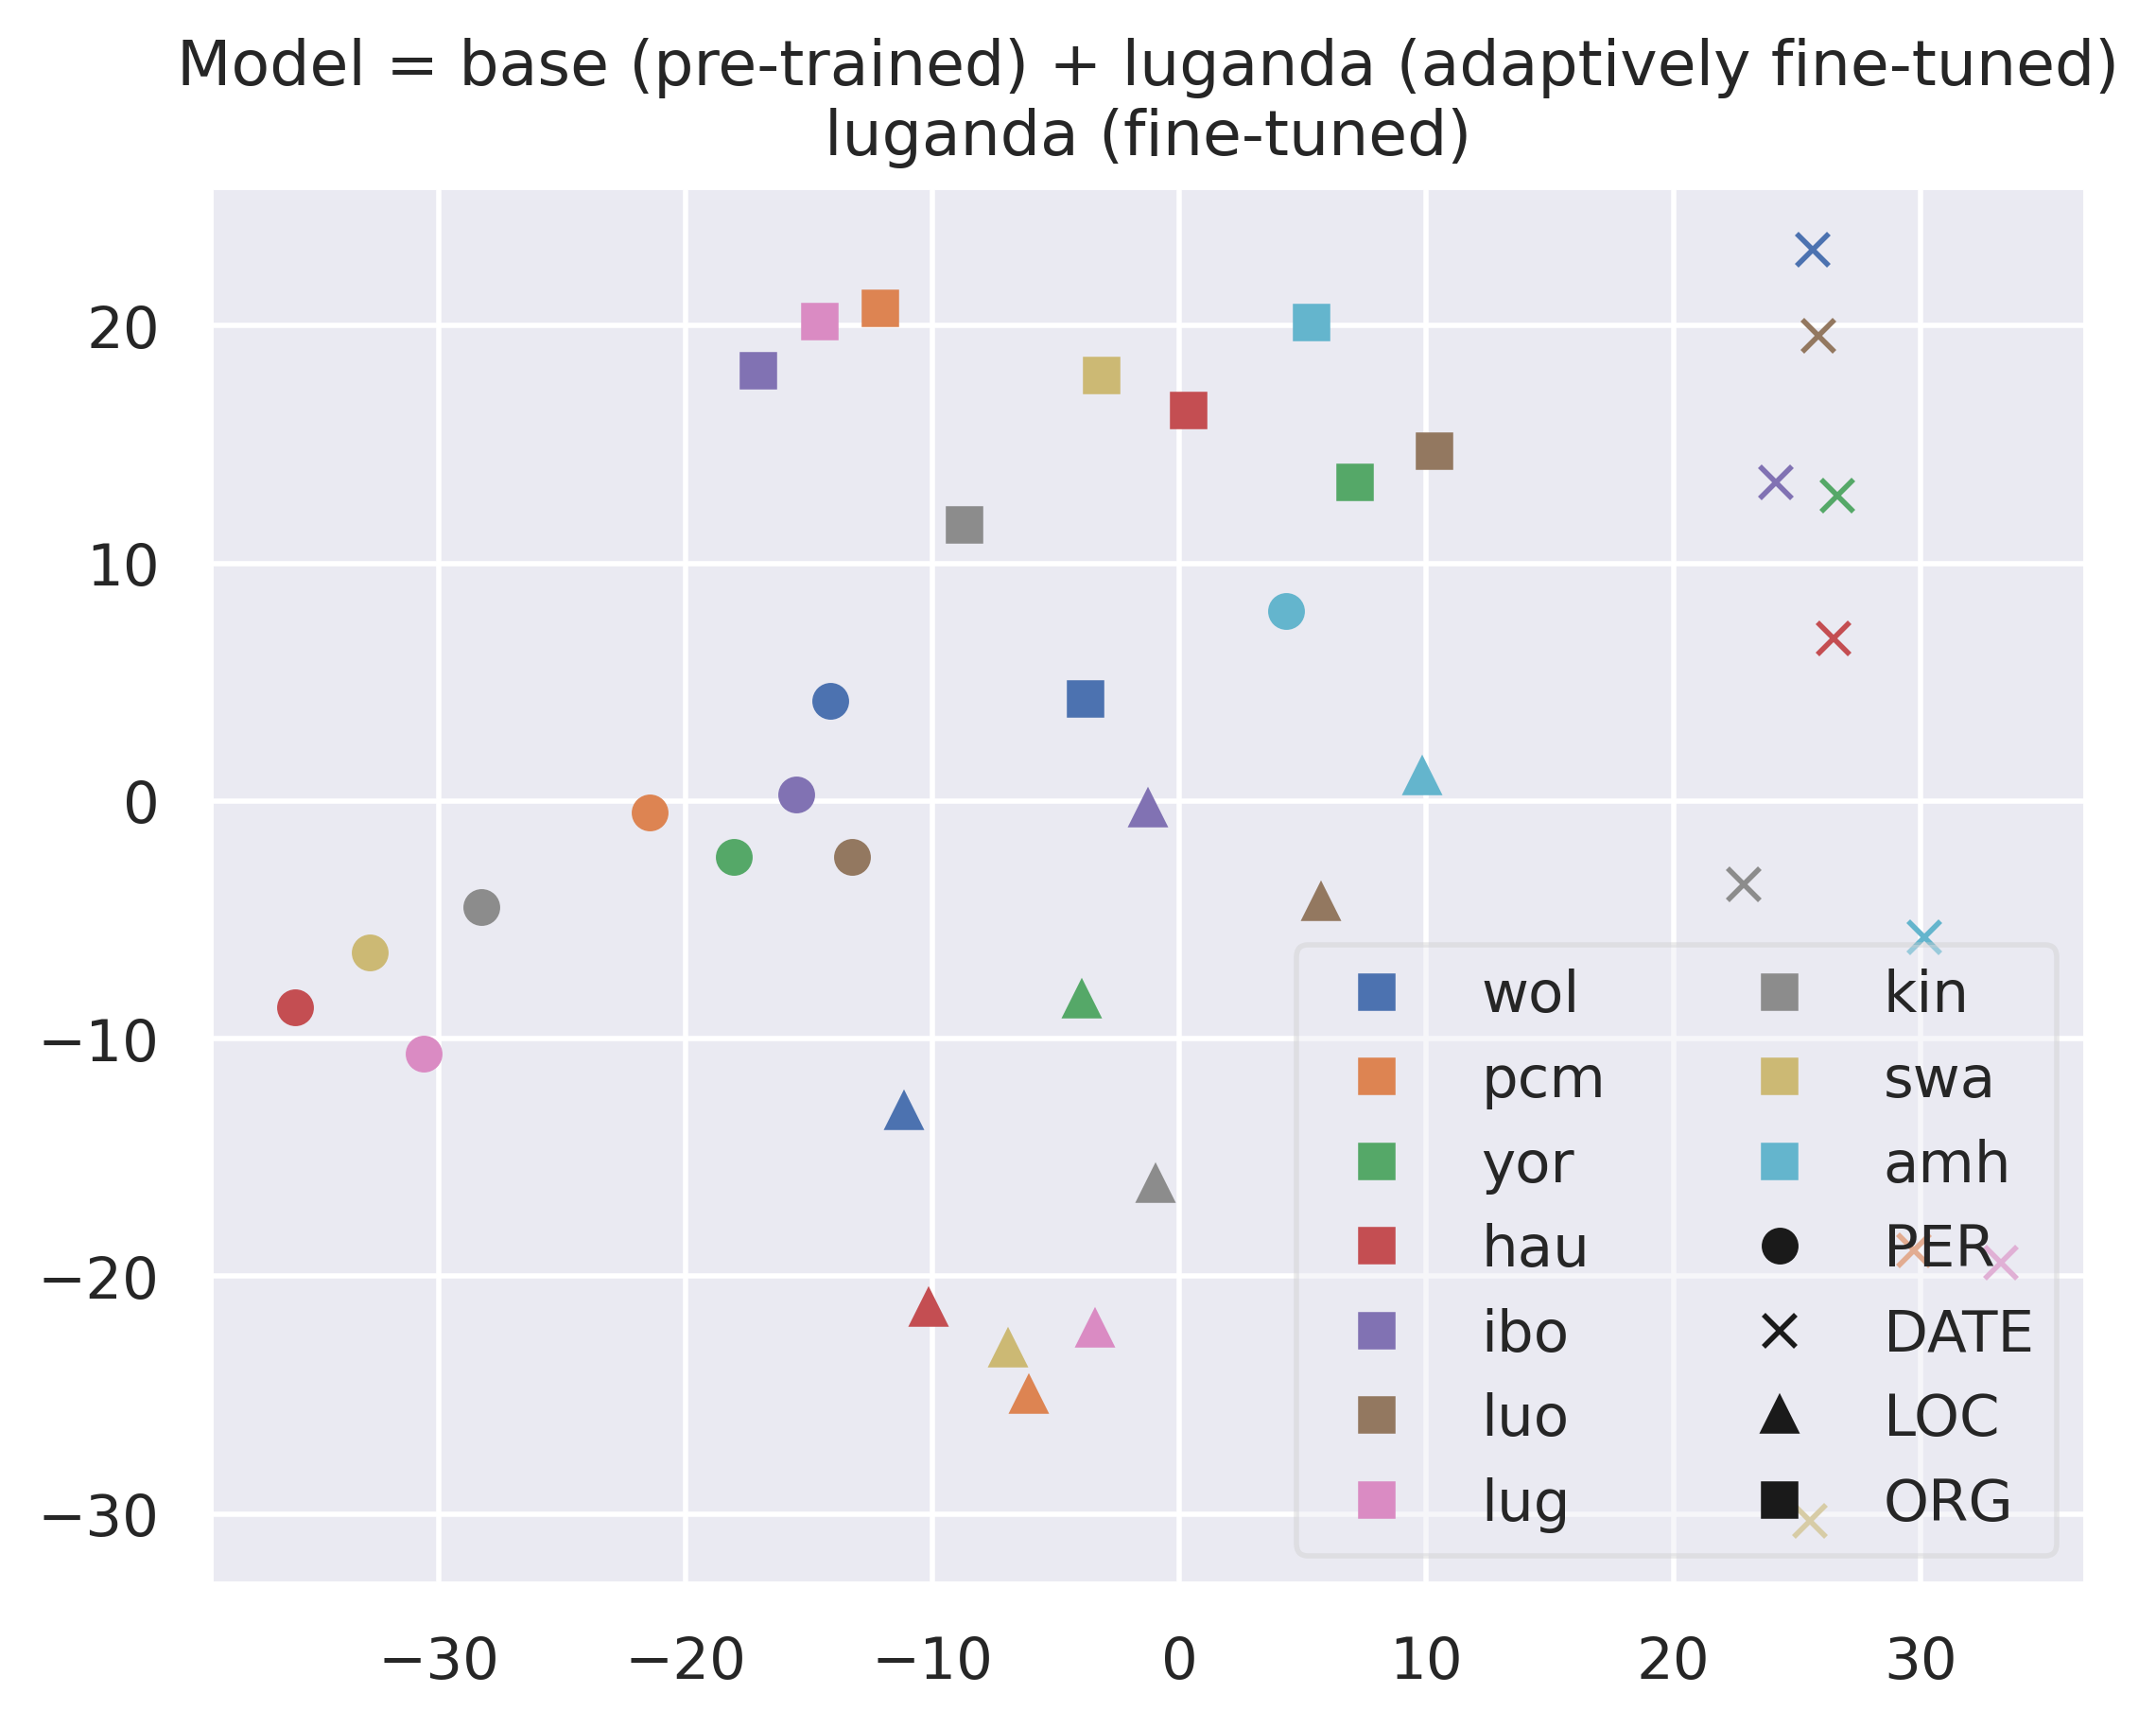 Model = base (pre-trained) + luganda (adaptively fine-tuned)
luganda (fine-tuned)
20
10
0
−10
−20
−30
wol
pcm
yor
hau
ibo
luo
lug
kin
swa
amh
PER
DATE
LOC
ORG
−30 −20 −10 0 10 20 30